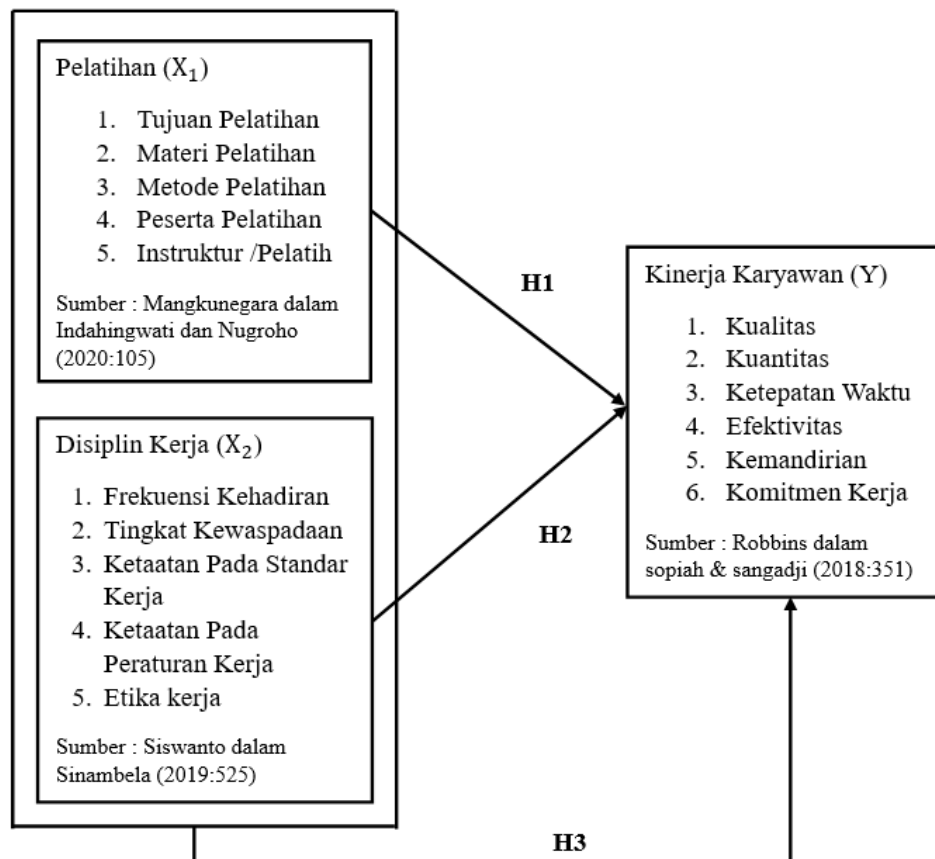 Pelatihan (X₁)
1. Tujuan Pelatihan
2. Materi Pelatihan
3. Metode Pelatihan
4. Peserta Pelatihan
5. Instruktur /Pelatih
Sumber : Mangkunegara dalam
Indahingwati dan Nugroho
(2020:105)
Disiplin Kerja (X₂)
1. Frekuensi Kehadiran
2. Tingkat Kewaspadaan
3. Ketaatan Pada Standar
Kerja
4. Ketaatan Pada
Peraturan Kerja
5. Etika kerja
Sumber : Siswanto dalam
Sinambela (2019:525)
H1
H2
Kinerja Karyawan (Y)
1. Kualitas
2. Kuantitas
3. Ketepatan Waktu
4. Efektivitas
5. Kemandirian
6. Komitmen Kerja
Sumber : Robbins dalam
sopiah & sangadji (2018:351)
H3